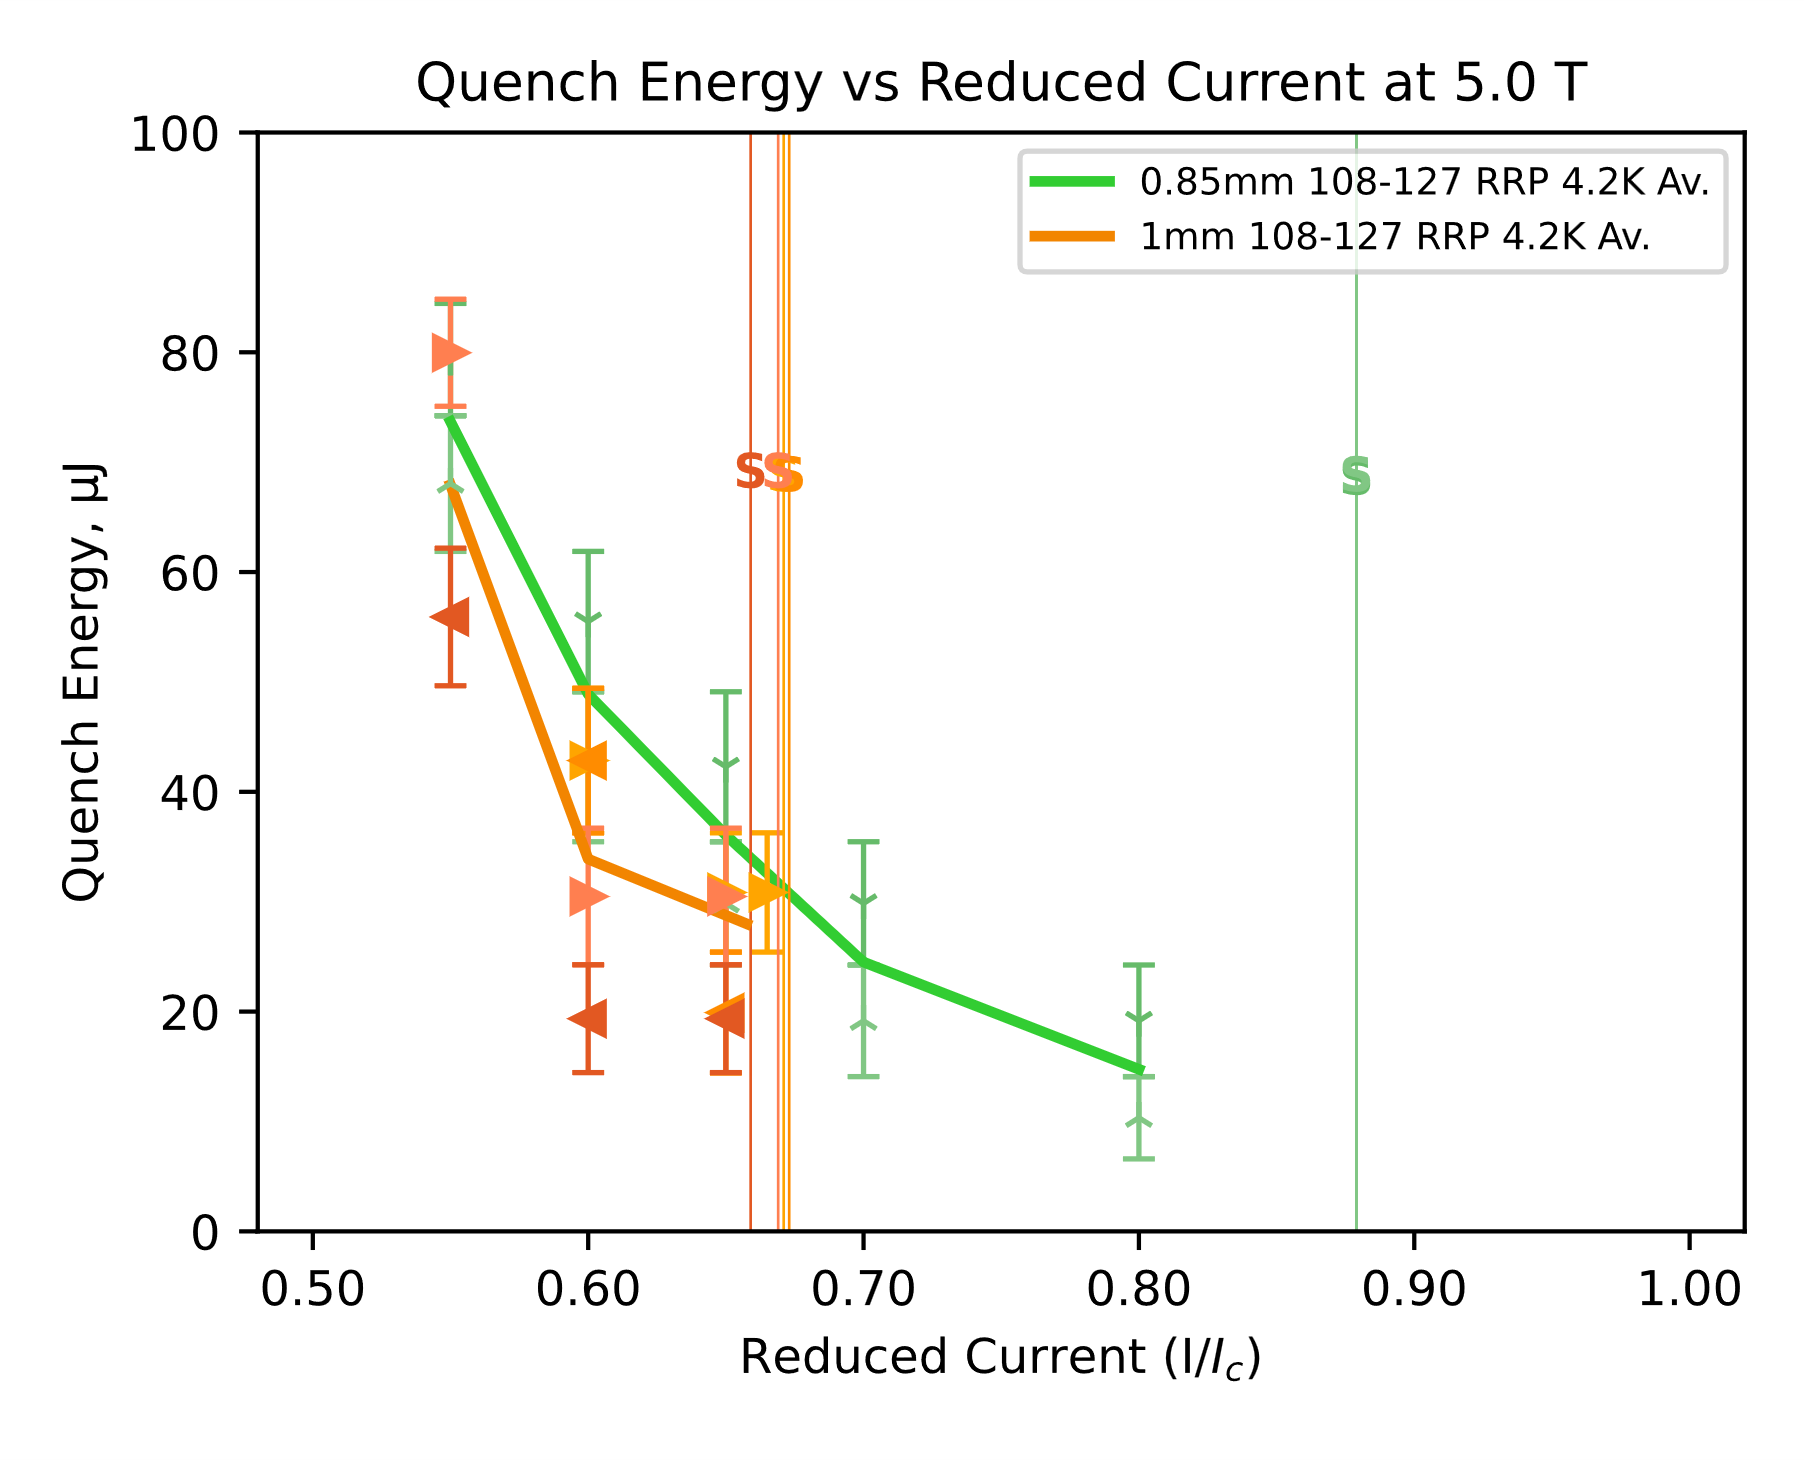 Quench Energy vs Reduced Current at 5.0 T
0.85mm 108-127 RRP 4.2K Av.
1mm 108-127 RRP 4.2K Av.
100
80
60
40
20
0
Quench Energy, µJ
S S S S
S
0.50 0.60 0.70 0.80 0.90 1.00
Reduced Current (I/I_c)